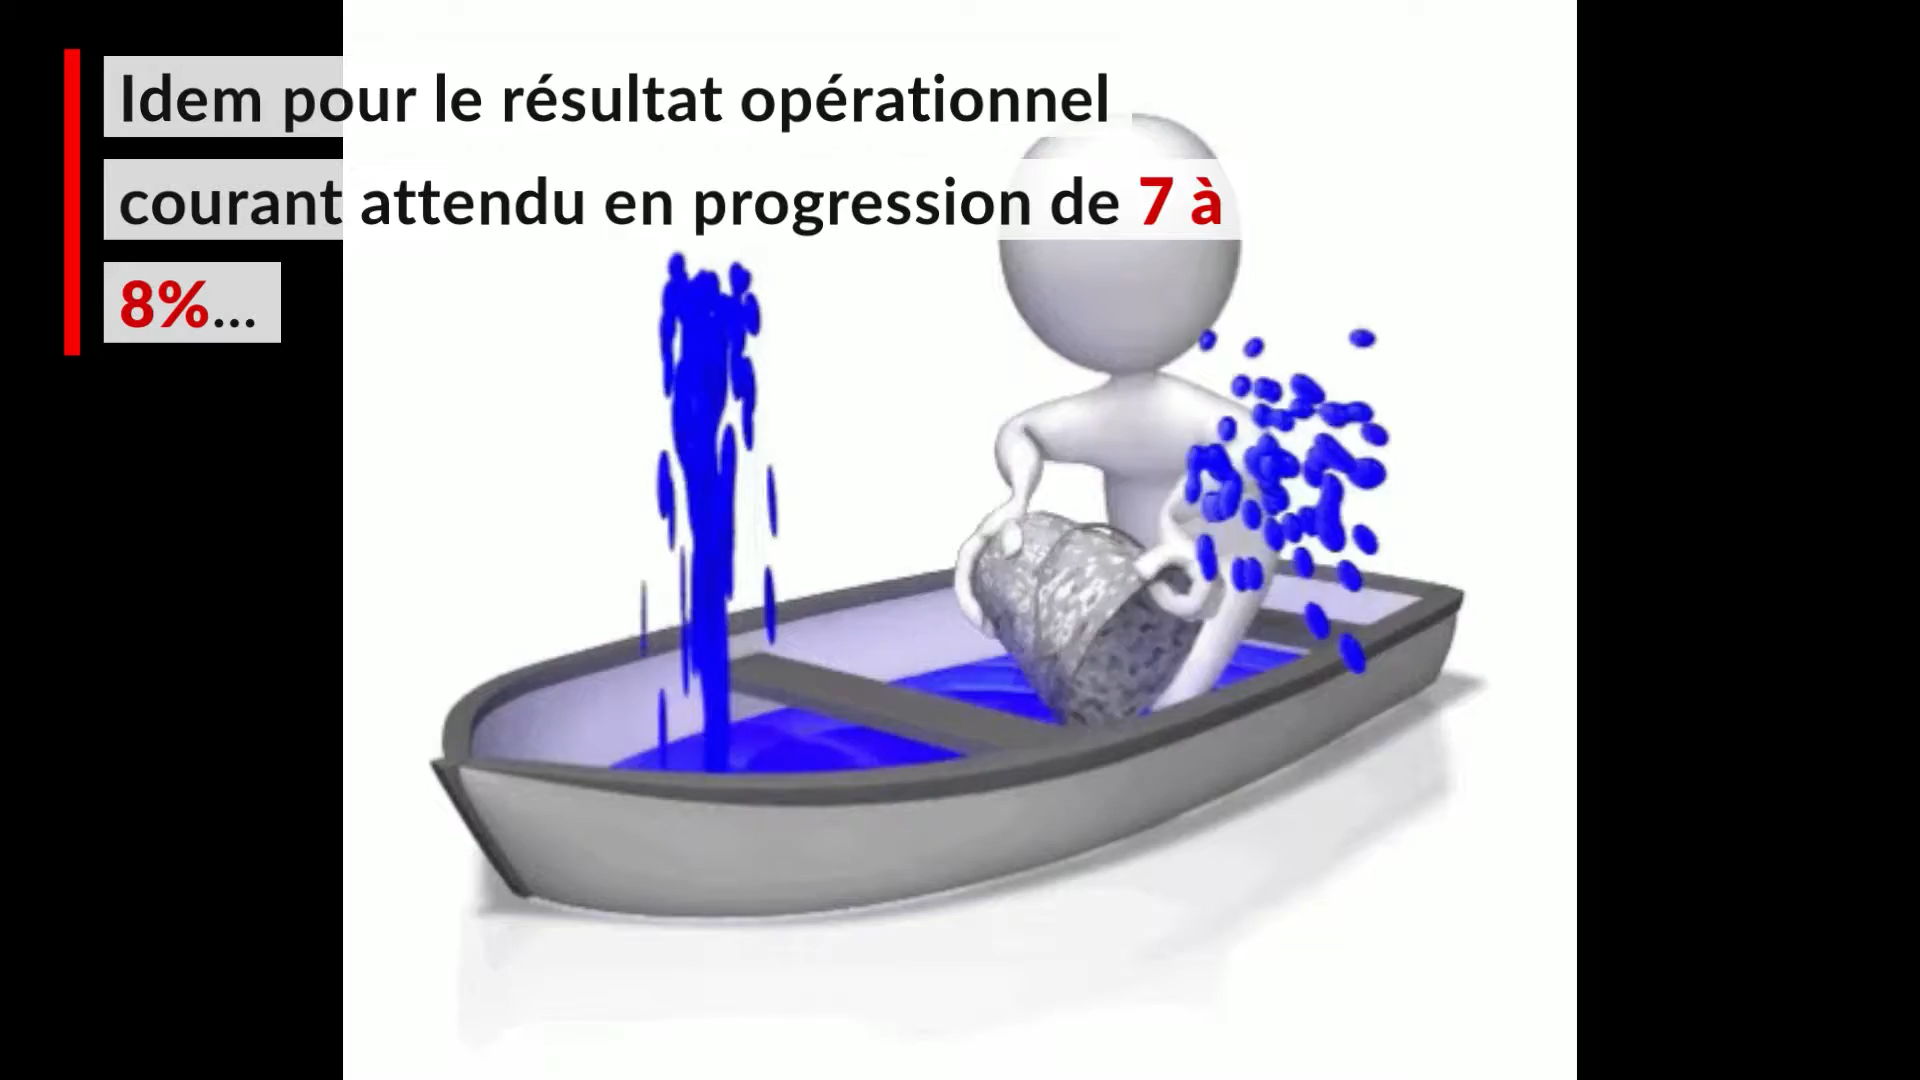 Idem pour le résultat opérationnel
courant attendu en progression de 7 à
8%...